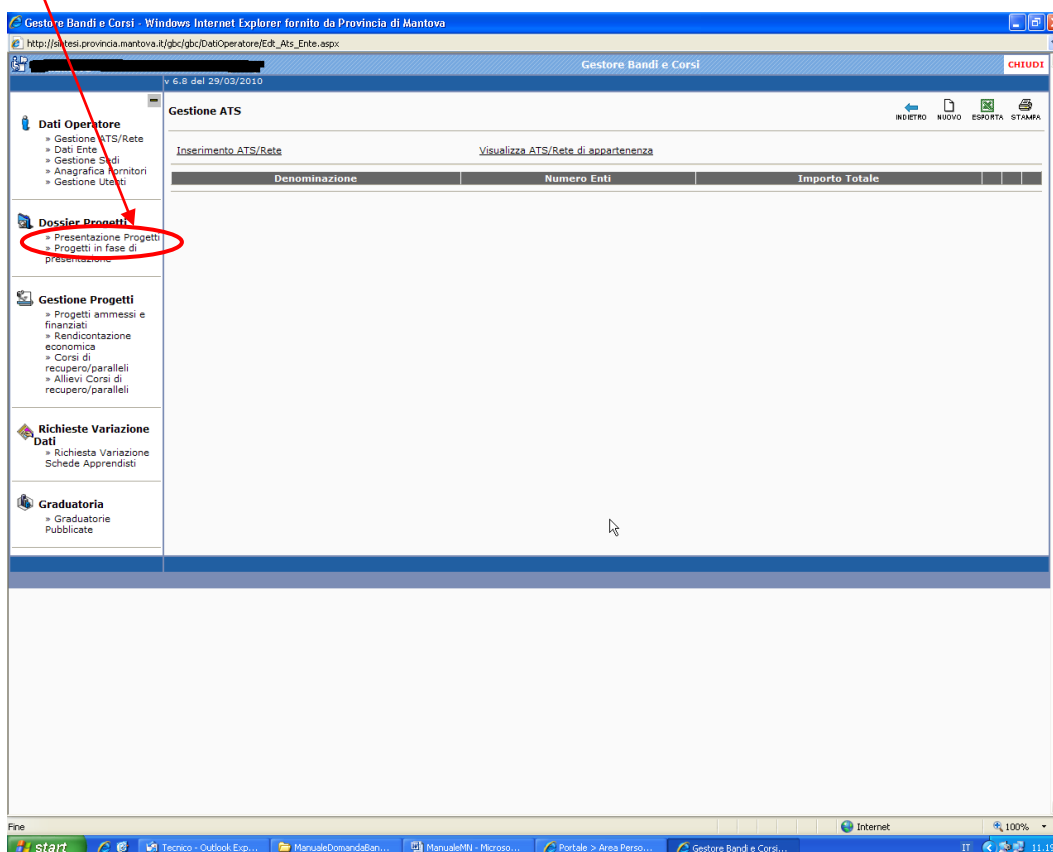 Gestore Bandi e Corsi - Windows Internet Explorer fornito da Provincia di Mantova
http://sintesi.provincia.mantova.it/gbc/gbc/DatiOperatore/Edt_Ats_Ente.aspx
Gestore Bandi e Corsi
CHIUDI
v 6.8 del 29/03/2010
Dati Operatore
» Gestione ATS/Rete
» Dati Ente
» Gestione Sedi
» Anagrafica Fornitori
» Gestione Utenti
Dossier Progetti
» Presentazione Progetti
» Progetti in fase di
presentazione
Gestione Progetti
» Progetti ammessi e
finanziati
» Rendicontazione
economica
» Corsi di
recupero/paralleli
» Allievi Corsi di
recupero/paralleli
Richieste Variazione
Dati
» Richiesta Variazione
Schede Apprendisti
Graduatoria
» Graduatorie
Pubblicate
Gestione ATS
INDIETRO NUOVO ESPORTA STAMPA
Inserimento ATS/Rete Visualizza ATS/Rete di appartenenza
Denominazione Numero Enti Importo Totale
Fine Internet 100%
start Tecnico - Outlook Exp... ManualeDomandaBan... ManualeMN - Microso... Portale > Area Perso... Gestore Bandi e Corsi... IT